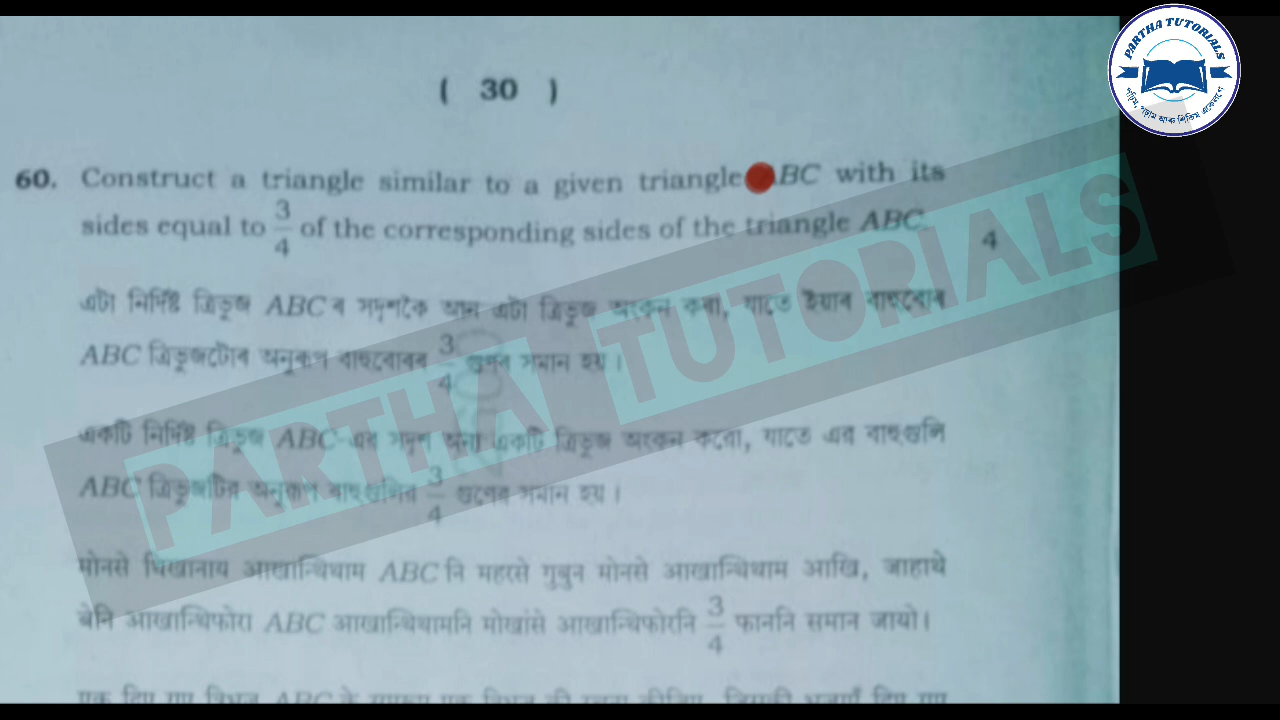 PARTHA TUTORIALS
( 30 )
60. Construct a triangle similar to a given triangle ABC with its
sides equal to 3/4 of the corresponding sides of the triangle ABC.
4
এটা নিৰ্দিষ্ট ত্ৰিভুজ ABC ৰ সদৃশকৈ আন এটা ত্ৰিভুজ অংকন কৰা, যাতে ইয়াৰ বাহুবোৰ
ABC ত্ৰিভুজটোৰ অনুৰূপ বাহুবোৰৰ 3/4 গুণৰ সমান হয়।
একটি নির্দিষ্ট ত্রিভুজ ABC-এর সদৃশ অন্য একটি ত্রিভুজ অংকন করো, যাতে এর বাহুগুলি
ABC ত্রিভুজটির অনুরূপ বাহুগুলির 3/4 গুণের সমান হয়।
मोनसे थिखानाय आखान्थिथाम ABC नि महरसे गुबुन मोनसे आखान्थिथाम आखि, जाहाथे
बेनि आखान्थिफोरा ABC आखान्थिथामनि मोखांसे आखान्थिफोरनि 3/4 फाननि समान जायो।
PARTHA TUTORIALS